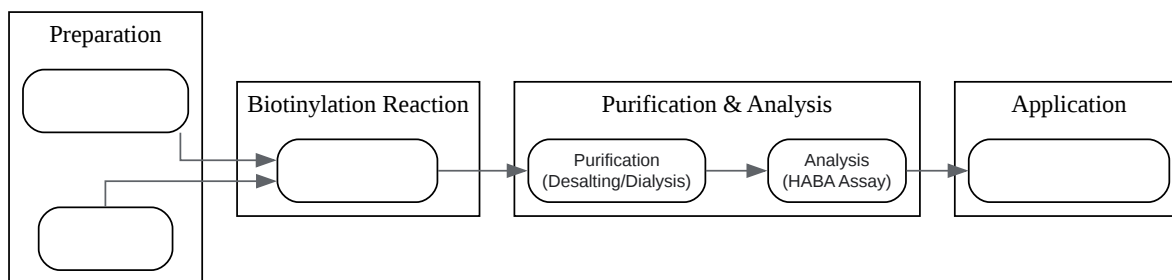 Preparation
Biotinylation Reaction
Purification & Analysis
Purification
(Desalting/Dialysis)
Analysis
(HABA Assay)
Application